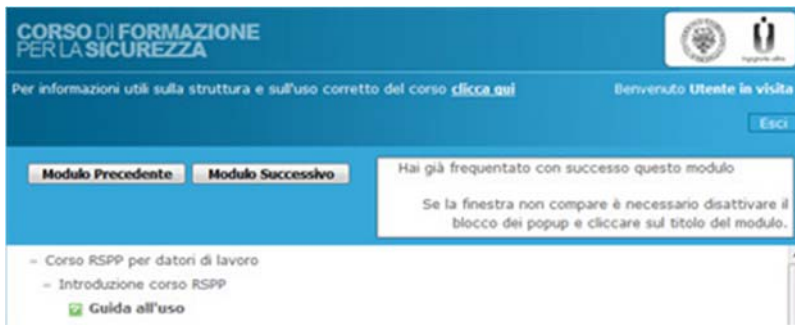 CORSO DI FORMAZIONE
PER LA SICUREZZA
Per informazioni utili sulla struttura e sull'uso corretto del corso clicca qui
Benvenuto Utente in visita
Esci
Modulo Precedente
Modulo Successivo
Hai già frequentato con successo questo modulo
Se la finestra non compare è necessario disattivare il
blocco dei popup e cliccare sul titolo del modulo.
– Corso RSPP per datori di lavoro
– Introduzione corso RSPP
Guida all'uso